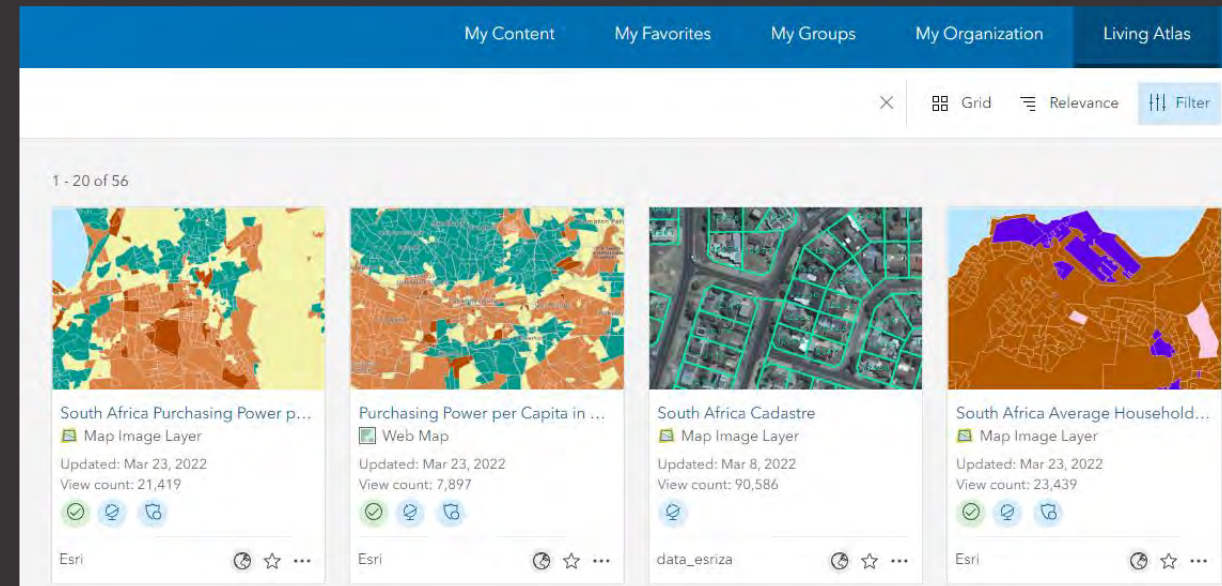 My Content My Favorites My Groups My Organization Living Atlas
Grid Relevance Filter
1 - 20 of 56
South Africa Purchasing Power p...
Map Image Layer
Updated: Mar 23, 2022
View count: 21,419
Esri
Purchasing Power per Capita in ...
Web Map
Updated: Mar 23, 2022
View count: 7,897
Esri
South Africa Cadastre
Map Image Layer
Updated: Mar 8, 2022
View count: 90,586
data_esriza
South Africa Average Household...
Map Image Layer
Updated: Mar 23, 2022
View count: 23,439
Esri